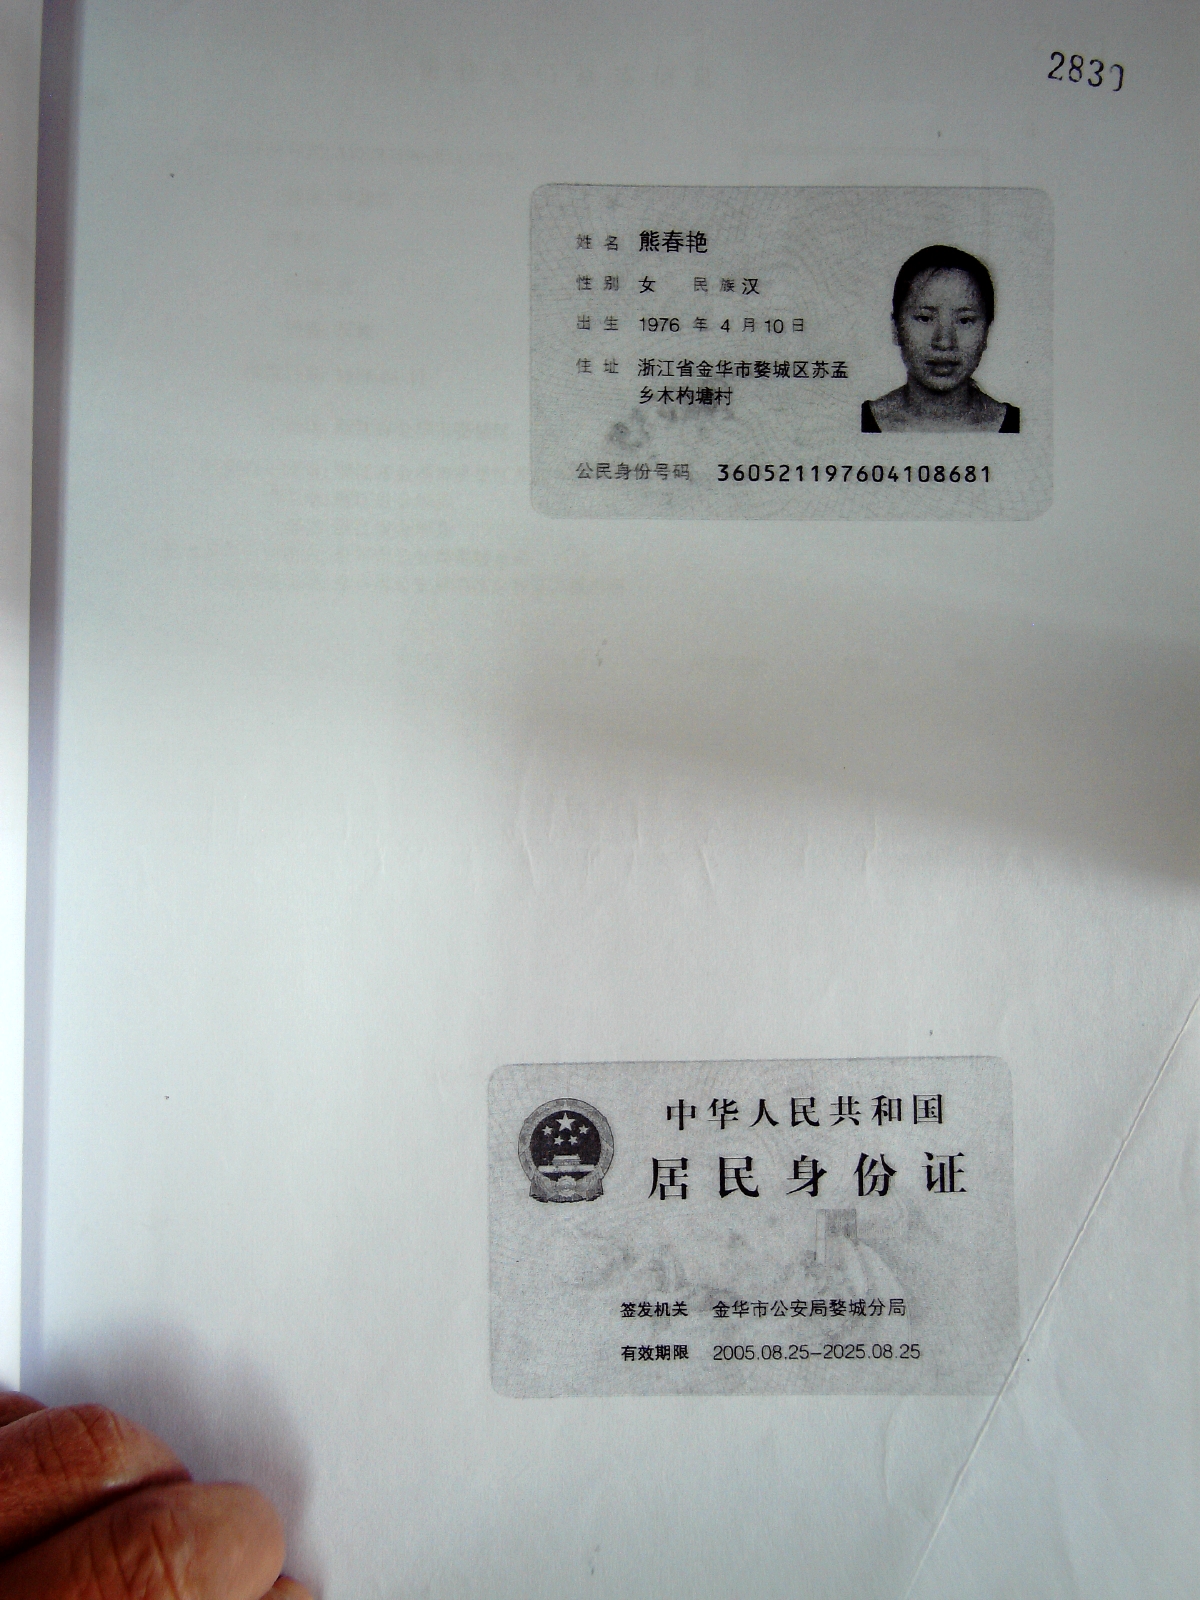 姓名 熊春艳
性别 女 民族 汉
出生 1976 年 4 月 10 日
住址 浙江省金华市婺城区苏孟
乡木杓塘村
公民身份号码 360521197604108681
中华人民共和国
居民身份证
签发机关 金华市公安局婺城分局
有效期限 2005.08.25-2025.08.25